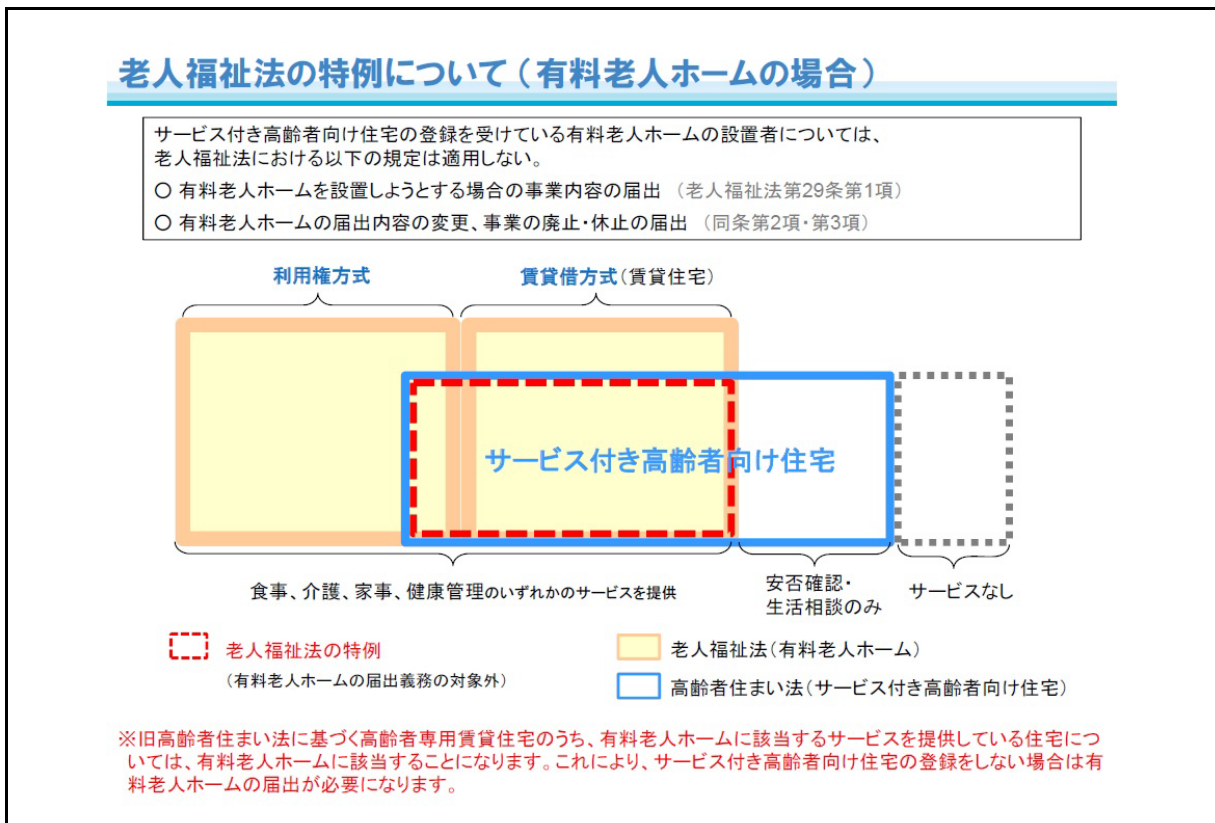 老人福祉法の特例について（有料老人ホームの場合）
サービス付き高齢者向け住宅の登録を受けている有料老人ホームの設置者については、
老人福祉法における以下の規定は適用しない。
○ 有料老人ホームを設置しようとする場合の事業内容の届出 （老人福祉法第29条第1項）
○ 有料老人ホームの届出内容の変更、事業の廃止・休止の届出 （同条第2項・第3項）
利用権方式
賃貸借方式（賃貸住宅）
サービス付き高齢者向け住宅
食事、介護、家事、健康管理のいずれかのサービスを提供
安否確認・
生活相談のみ
サービスなし
老人福祉法の特例
（有料老人ホームの届出義務の対象外）
老人福祉法（有料老人ホーム）
高齢者住まい法（サービス付き高齢者向け住宅）
※旧高齢者住まい法に基づく高齢者専用賃貸住宅のうち、有料老人ホームに該当するサービスを提供している住宅につ
いては、有料老人ホームに該当することになります。これにより、サービス付き高齢者向け住宅の登録をしない場合は有
料老人ホームの届出が必要になります。